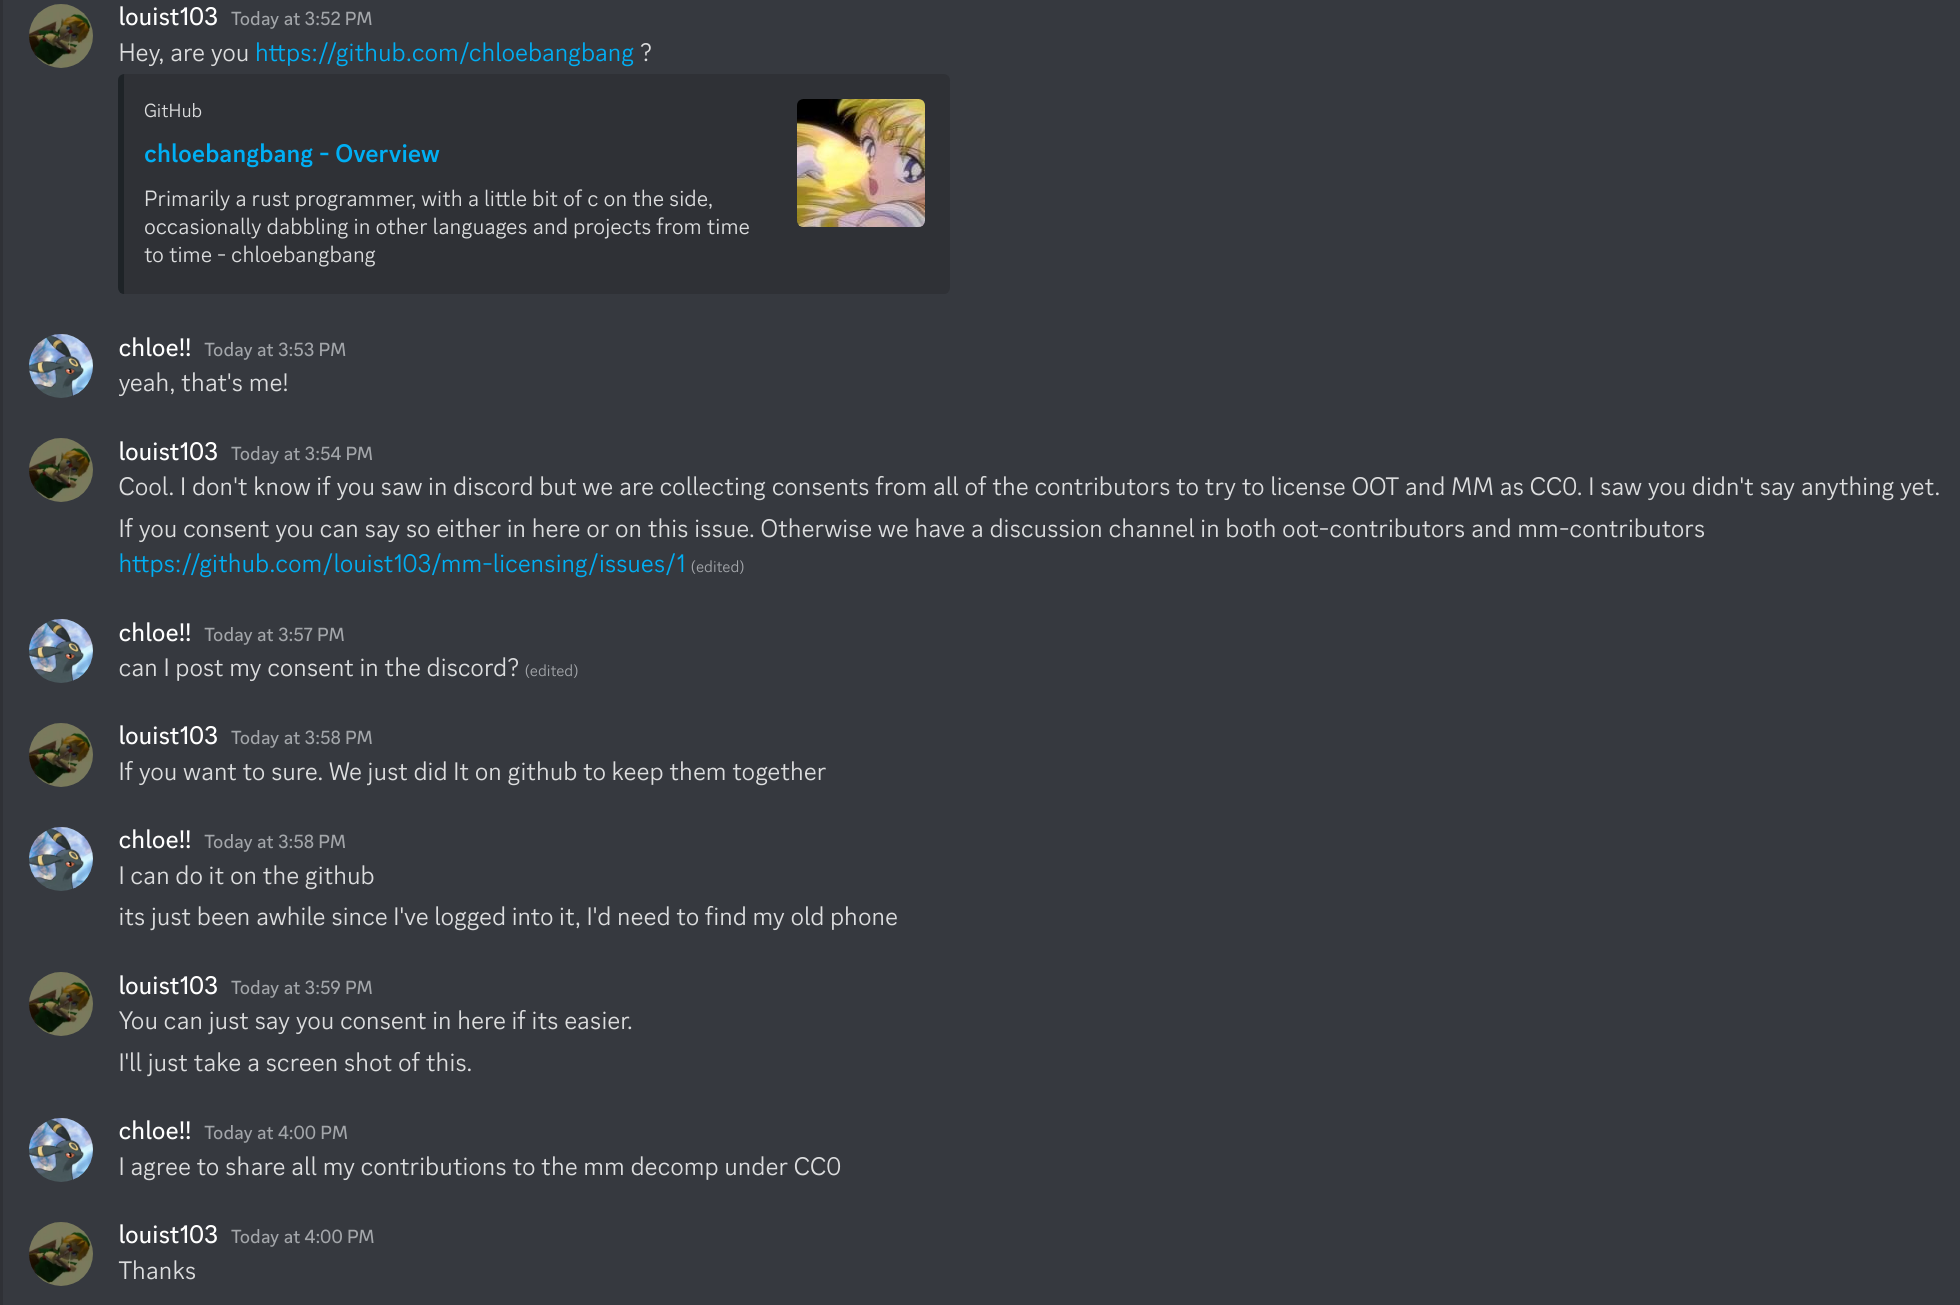 louist103 Today at 3:52 PM
Hey, are you https://github.com/chloebangbang ?
GitHub
chloebangbang - Overview
Primarily a rust programmer, with a little bit of c on the side,
occasionally dabbling in other languages and projects from time
to time - chloebangbang
chloe!! Today at 3:53 PM
yeah, that's me!
louist103 Today at 3:54 PM
Cool. I don't know if you saw in discord but we are collecting consents from all of the contributors to try to license OOT and MM as CC0. I saw you didn't say anything yet.
If you consent you can say so either in here or on this issue. Otherwise we have a discussion channel in both oot-contributors and mm-contributors
https://github.com/louist103/mm-licensing/issues/1 (edited)
chloe!! Today at 3:57 PM
can I post my consent in the discord? (edited)
louist103 Today at 3:58 PM
If you want to sure. We just did It on github to keep them together
chloe!! Today at 3:58 PM
I can do it on the github
its just been awhile since I've logged into it, I'd need to find my old phone
louist103 Today at 3:59 PM
You can just say you consent in here if its easier.
I'll just take a screen shot of this.
chloe!! Today at 4:00 PM
I agree to share all my contributions to the mm decomp under CC0
louist103 Today at 4:00 PM
Thanks